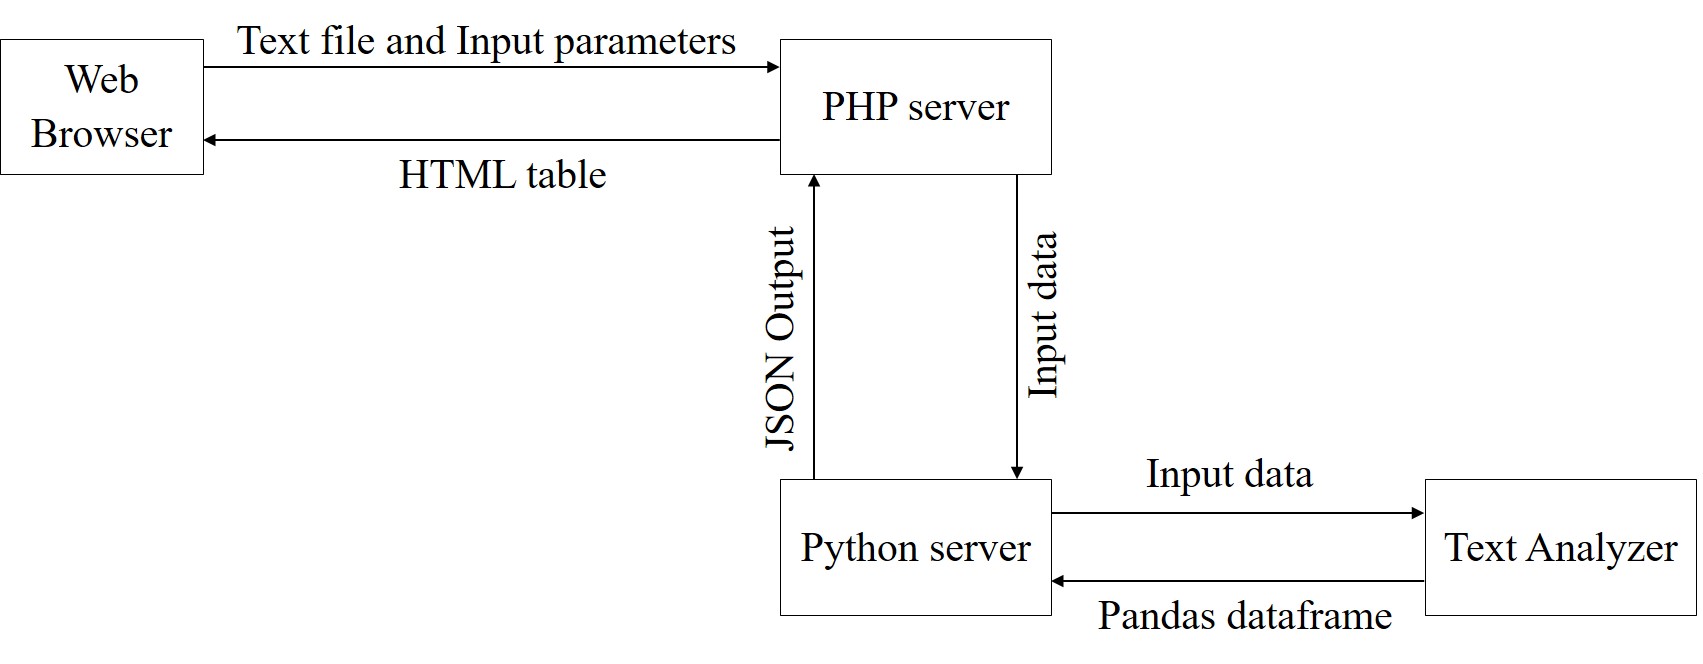 Text file and Input parameters
Web
Browser
PHP server
HTML table
JSON Output
Input data
Input data
Python server
Text Analyzer
Pandas dataframe